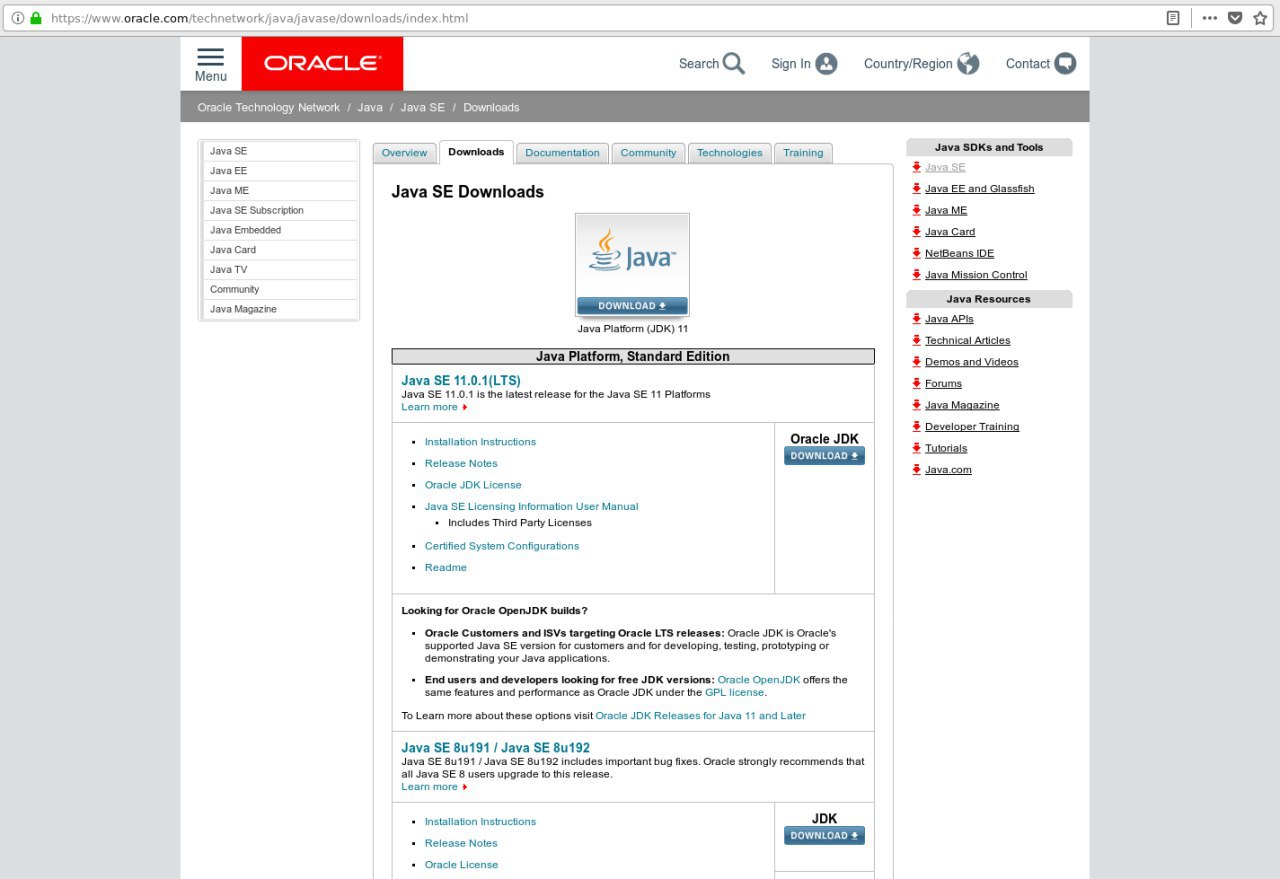 https://www.oracle.com/technetwork/java/javase/downloads/index.html
Menu
ORACLE®
Search
Sign In
Country/Region
Contact
Oracle Technology Network / Java / Java SE / Downloads
Java SE
Java EE
Java ME
Java SE Subscription
Java Embedded
Java Card
Java TV
Community
Java Magazine
Overview
Downloads
Documentation
Community
Technologies
Training
Java SE Downloads
Java™
DOWNLOAD
Java Platform (JDK) 11
Java Platform, Standard Edition
Java SE 11.0.1(LTS)
Java SE 11.0.1 is the latest release for the Java SE 11 Platforms
Learn more
Installation Instructions
Release Notes
Oracle JDK License
Java SE Licensing Information User Manual
Includes Third Party Licenses
Certified System Configurations
Readme
Oracle JDK
DOWNLOAD
Looking for Oracle OpenJDK builds?
Oracle Customers and ISVs targeting Oracle LTS releases: Oracle JDK is Oracle's
supported Java SE version for customers and for developing, testing, prototyping or
demonstrating your Java applications.
End users and developers looking for free JDK versions: Oracle OpenJDK offers the
same features and performance as Oracle JDK under the GPL license.
To Learn more about these options visit Oracle JDK Releases for Java 11 and Later
Java SE 8u191 / Java SE 8u192
Java SE 8u191 / Java SE 8u192 includes important bug fixes. Oracle strongly recommends that
all Java SE 8 users upgrade to this release.
Learn more
Installation Instructions
Release Notes
Oracle License
JDK
DOWNLOAD
Java SDKs and Tools
Java SE
Java EE and Glassfish
Java ME
Java Card
NetBeans IDE
Java Mission Control
Java Resources
Java APIs
Technical Articles
Demos and Videos
Forums
Java Magazine
Developer Training
Tutorials
Java.com